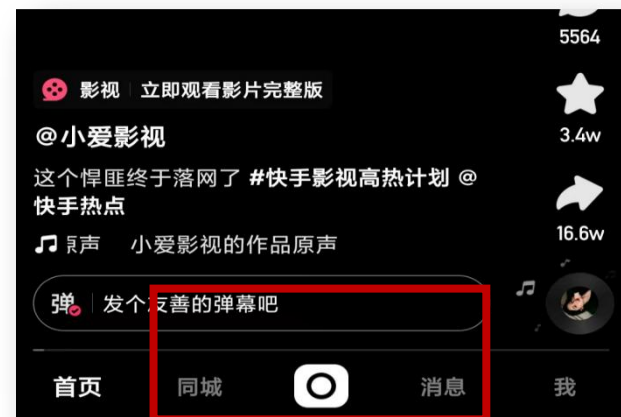 5564
影视 立即观看影片完整版
@小爱影视
3.4w
这个悍匪终于落网了 #快手影视高热计划 @
快手热点
16.6w
原声 小爱影视的作品原声
弹 发个友善的弹幕吧
首页 同城 消息 我